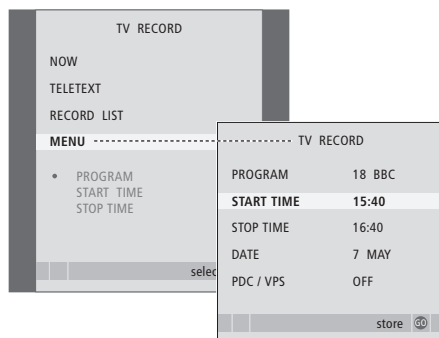 TV RECORD
NOW
TELETEXT
RECORD LIST
MENU
• PROGRAM
START TIME
STOP TIME
TV RECORD
PROGRAM 18 BBC
START TIME 15:40
STOP TIME 16:40
DATE 7 MAY
PDC / VPS OFF
store GO